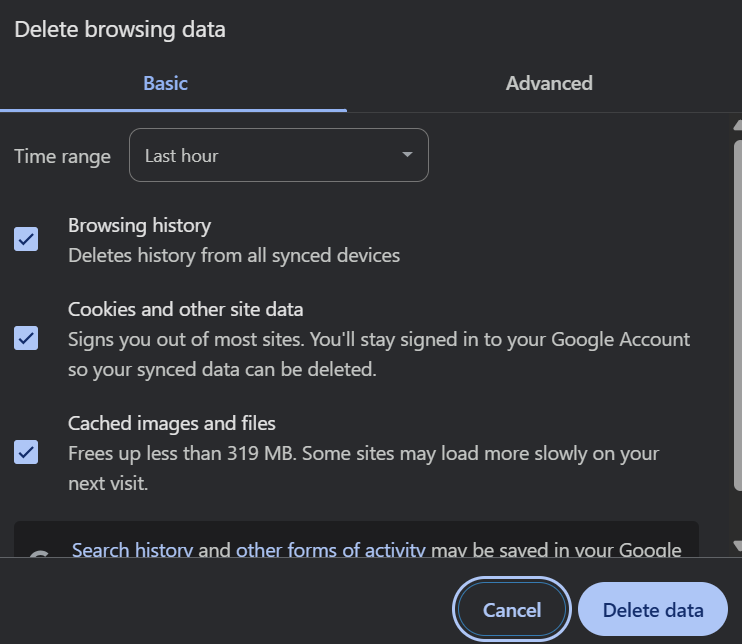 Delete browsing data
Basic
Advanced
Time range
Last hour
Browsing history
Deletes history from all synced devices
Cookies and other site data
Signs you out of most sites. You'll stay signed in to your Google Account
so your synced data can be deleted.
Cached images and files
Frees up less than 319 MB. Some sites may load more slowly on your
next visit.
Search history and other forms of activity may be saved in your Google
Cancel
Delete data